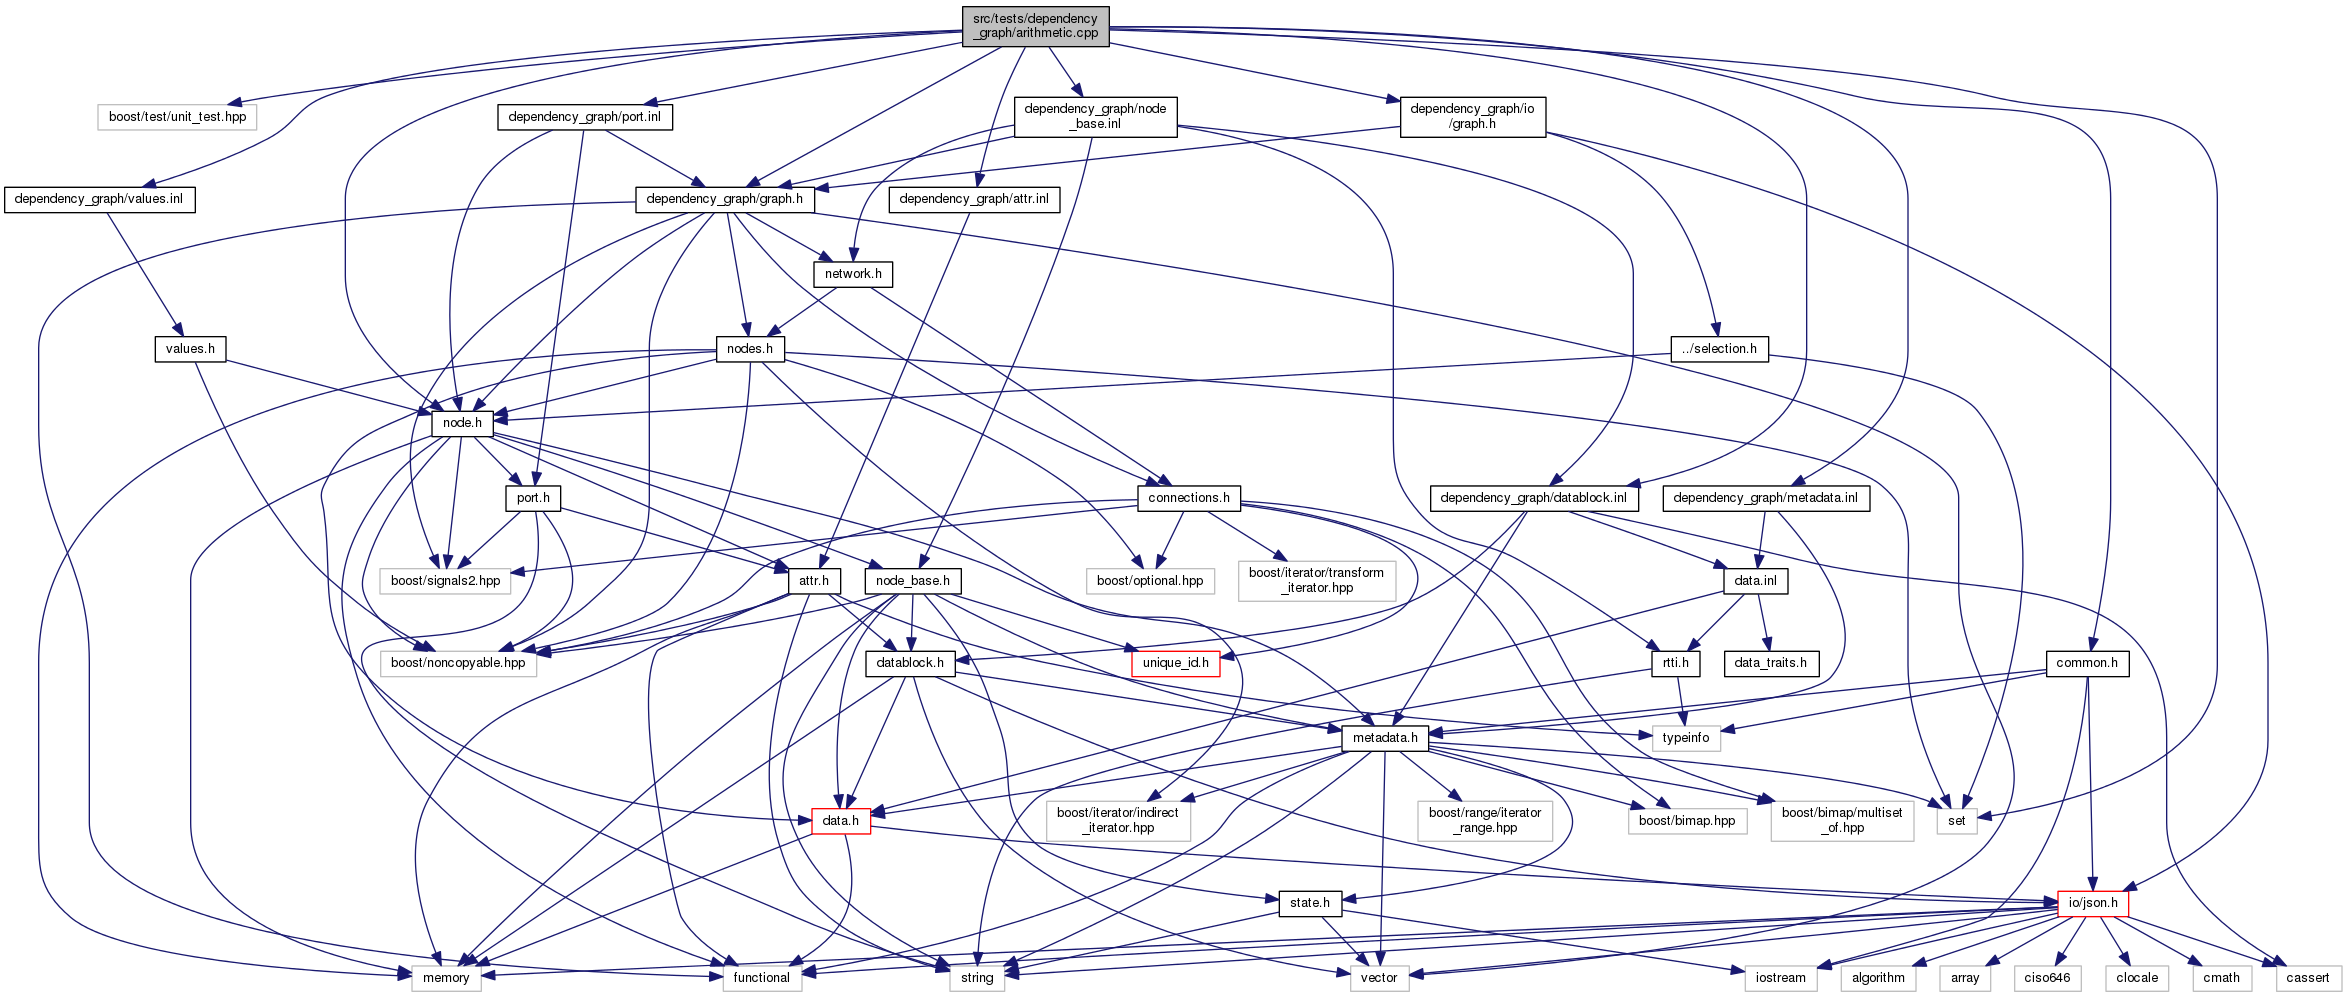 src/tests/dependency
_graph/arithmetic.cpp
boost/test/unit_test.hpp
dependency_graph/port.inl
dependency_graph/node
_base.inl
dependency_graph/io
/graph.h
dependency_graph/values.inl
dependency_graph/graph.h
dependency_graph/attr.inl
network.h
values.h
nodes.h
../selection.h
node.h
port.h
connections.h
dependency_graph/datablock.inl
dependency_graph/metadata.inl
boost/signals2.hpp
attr.h
node_base.h
boost/optional.hpp
boost/iterator/transform
_iterator.hpp
data.inl
boost/noncopyable.hpp
datablock.h
unique_id.h
rtti.h
data_traits.h
common.h
metadata.h
typeinfo
data.h
boost/iterator/indirect
_iterator.hpp
boost/range/iterator
_range.hpp
boost/bimap.hpp
boost/bimap/multiset
_of.hpp
set
state.h
io/json.h
memory
functional
string
vector
iostream
algorithm
array
ciso646
clocale
cmath
cassert